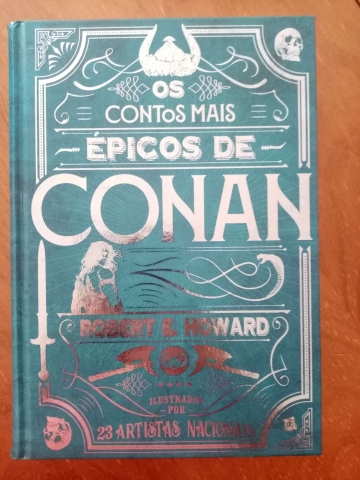 OS
CONTOS MAIS
ÉPICOS DE
CONAN
ROBERT E. HOWARD
ILUSTRADO
POR
23 ARTISTAS NACIONAIS